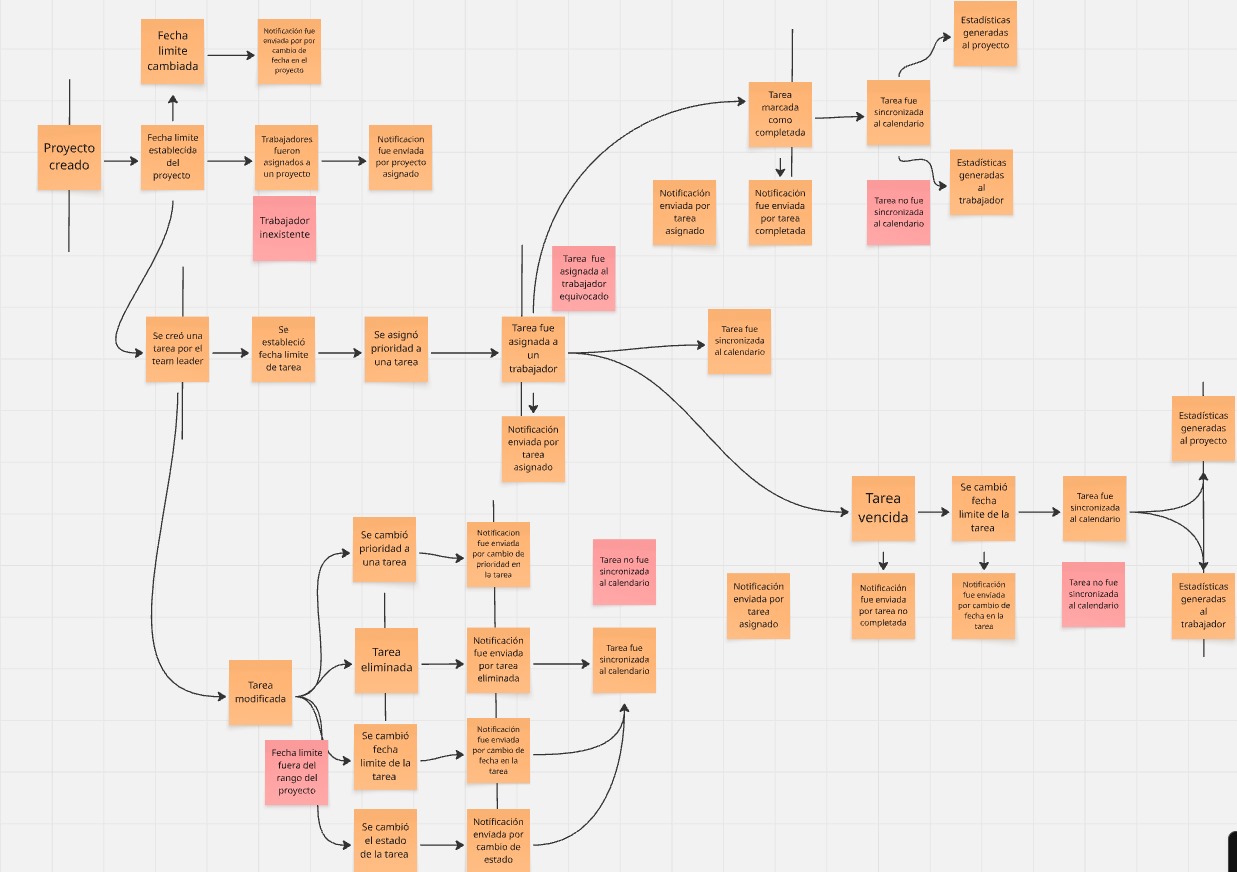 Fecha
limite
cambiada
Notificación fue
enviada por por
cambio de
fecha en el
proyecto
Proyecto
creado
Fecha limite
establecida
del
proyecto
Trabajadores
fueron
asignados a
un proyecto
Notificacion
fue enviada
por proyecto
asignado
Trabajador
inexistente
Estadísticas
generadas
al proyecto
Tarea
marcada
como
completada
Tarea fue
sincronizada
al calendario
Estadísticas
generadas
al
trabajador
Notificación
enviada por
tarea
asignado
Notificación
fue enviada
por tarea
completada
Tarea no fue
sincronizada
al calendario
Tarea fue
asignada al
trabajador
equivocado
Se creó una
tarea por el
team leader
Se
estableció
fecha limite
de tarea
Se asignó
prioridad a
una tarea
Tarea fue
asignada a
un
trabajador
Tarea fue
sincronizada
al calendario
Notificación
enviada por
tarea
asignado
Estadísticas
generadas
al proyecto
Tarea
vencida
Se cambió
fecha
limite de la
tarea
Tarea fue
sincronizada
al calendario
Notificación
enviada por
tarea
asignado
Notificación
fue enviada
por tarea no
completada
Notificación
fue enviada
por cambio de
fecha en la
tarea
Tarea no fue
sincronizada
al calendario
Estadísticas
generadas
al
trabajador
Se cambió
prioridad a
una tarea
Notificacion
fue enviada
por cambio de
prioridad en
la tarea
Tarea no fue
sincronizada
al calendario
Tarea
modificada
Tarea
eliminada
Notificación
fue enviada
por tarea
eliminada
Tarea fue
sincronizada
al calendario
Fecha limite
fuera del
rango del
proyecto
Se cambió
fecha
limite de la
tarea
Notificación
fue enviada
por cambio de
fecha en la
tarea
Se cambió
el estado
de la tarea
Notificación
enviada por
cambio de
estado